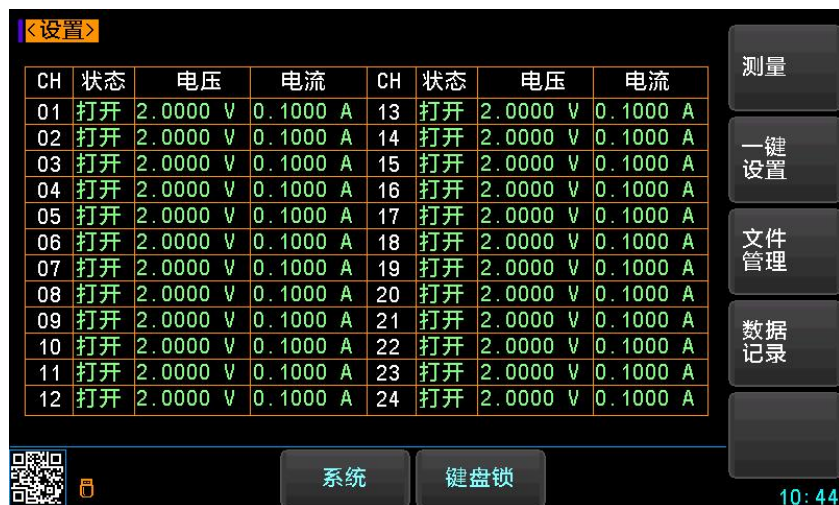 <设置>
测量
CH 状态 电压 电流 CH 状态 电压 电流
01 打开 2.0000 V 0.1000 A 13 打开 2.0000 V 0.1000 A
02 打开 2.0000 V 0.1000 A 14 打开 2.0000 V 0.1000 A
03 打开 2.0000 V 0.1000 A 15 打开 2.0000 V 0.1000 A
04 打开 2.0000 V 0.1000 A 16 打开 2.0000 V 0.1000 A
05 打开 2.0000 V 0.1000 A 17 打开 2.0000 V 0.1000 A
06 打开 2.0000 V 0.1000 A 18 打开 2.0000 V 0.1000 A
07 打开 2.0000 V 0.1000 A 19 打开 2.0000 V 0.1000 A
08 打开 2.0000 V 0.1000 A 20 打开 2.0000 V 0.1000 A
09 打开 2.0000 V 0.1000 A 21 打开 2.0000 V 0.1000 A
10 打开 2.0000 V 0.1000 A 22 打开 2.0000 V 0.1000 A
11 打开 2.0000 V 0.1000 A 23 打开 2.0000 V 0.1000 A
12 打开 2.0000 V 0.1000 A 24 打开 2.0000 V 0.1000 A
一键
设置
文件
管理
数据
记录
系统
键盘锁
10:44